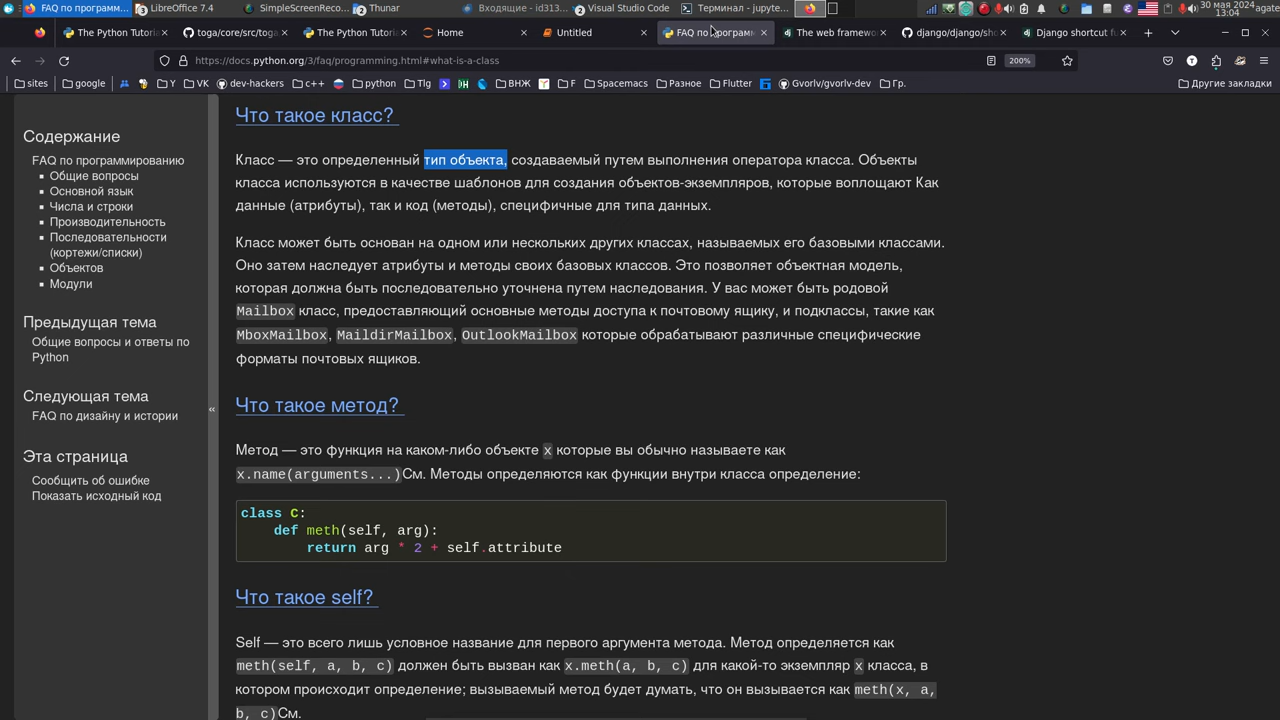 FAQ по программ...
LibreOffice 7.4
SimpleScreenReco...
Thunar
Входящие - id313...
Visual Studio Code
Терминал - jupyte...
30 мая 2024
13:04
agate
The Python Tutori
toga/core/src/toga
The Python Tutori
Home
Untitled
FAQ по програм
The web framewo
django/django/sho
Django shortcut fu
https://docs.python.org/3/faq/programming.html#what-is-a-class
200%
sites
google
Y
VK
dev-hackers
c++
python
Tlg
ВНЖ
F
Spacemacs
Разное
Flutter
Gvorlv/gvorlv-dev
Гр.
Другие закладки
Содержание
FAQ по программированию
Общие вопросы
Основной язык
Числа и строки
Производительность
Последовательности
(кортежи/списки)
Объектов
Модули
Предыдущая тема
Общие вопросы и ответы по
Python
Следующая тема
FAQ по дизайну и истории
Эта страница
Сообщить об ошибке
Показать исходный код
«
Что такое класс?
Класс — это определенный тип объекта, создаваемый путем выполнения оператора класса. Объекты
класса используются в качестве шаблонов для создания объектов-экземпляров, которые воплощают Как
данные (атрибуты), так и код (методы), специфичные для типа данных.
Класс может быть основан на одном или нескольких других классах, называемых его базовыми классами.
Оно затем наследует атрибуты и методы своих базовых классов. Это позволяет объектная модель,
которая должна быть последовательно уточнена путем наследования. У вас может быть родовой
Mailbox класс, предоставляющий основные методы доступа к почтовому ящику, и подклассы, такие как
MboxMailbox, MaildirMailbox, OutlookMailbox которые обрабатывают различные специфические
форматы почтовых ящиков.
Что такое метод?
Метод — это функция на каком-либо объекте x которые вы обычно называете как
x.name(arguments...)См. Методы определяются как функции внутри класса определение:
class C:
    def meth(self, arg):
        return arg * 2 + self.attribute
Что такое self?
Self — это всего лишь условное название для первого аргумента метода. Метод определяется как
meth(self, a, b, c) должен быть вызван как x.meth(a, b, c) для какой-то экземпляр x класса, в
котором происходит определение; вызываемый метод будет думать, что он вызывается как meth(x, a,
b, c)См.